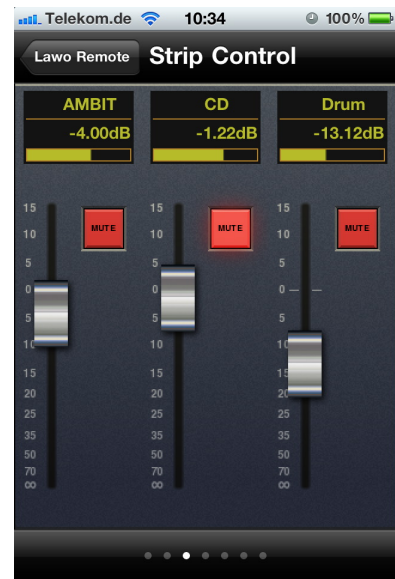 Telekom.de 10:34 100%
Lawo Remote Strip Control
AMBIT CD Drum
-4.00dB -1.22dB -13.12dB
15 15 15
MUTE MUTE MUTE
10 10 10
5 5 5
0 0 0
5 5 5
10 10 10
15 15 15
20 20 20
25 25 25
35 35 35
50 50 50
70 70 70
∞ ∞ ∞